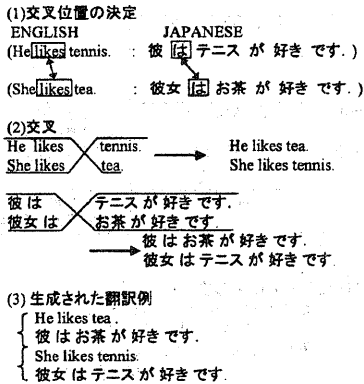 (1)交叉位置の決定
ENGLISH JAPANESE
(He likes tennis. : 彼 は テニス が 好き です. )
(She likes tea. : 彼女 は お茶 が 好き です. )
(2)交叉
He likes tennis. He likes tea.
She likes tea. She likes tennis.
彼 は テニス が 好き です.
彼女 は お茶 が 好き です.
彼 は お茶 が 好き です.
彼女 は テニス が 好き です.
(3) 生成された翻訳例
He likes tea .
彼 は お茶 が 好き です.
She likes tennis.
彼女 は テニス が 好き です.